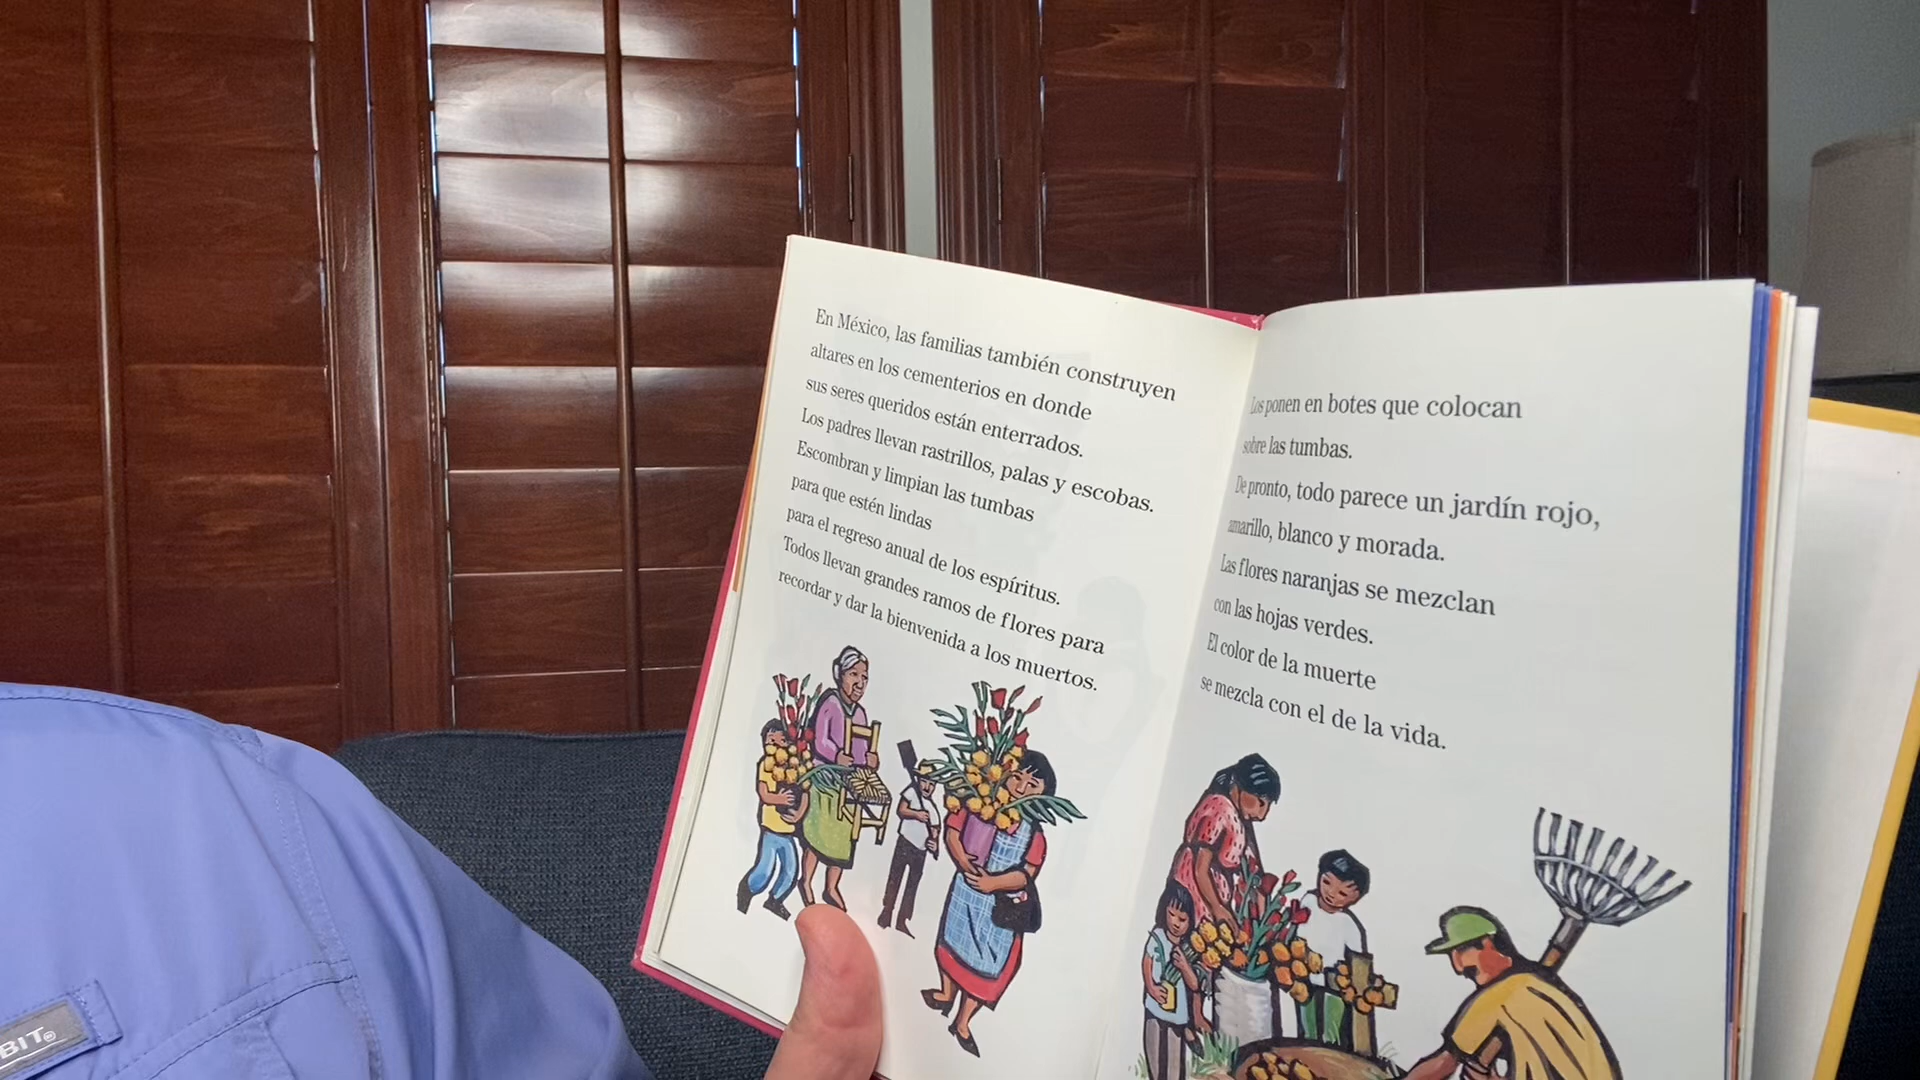 En México, las familias también construyen
altares en los cementerios en donde
sus seres queridos están enterrados.
Los padres llevan rastrillos, palas y escobas.
Escombran y limpian las tumbas
para que estén lindas
para el regreso anual de los espíritus.
Todos llevan grandes ramos de flores para
recordar y dar la bienvenida a los muertos.
Los ponen en botes que colocan
sobre las tumbas.
De pronto, todo parece un jardín rojo,
amarillo, blanco y morada.
Las flores naranjas se mezclan
con las hojas verdes.
El color de la muerte
se mezcla con el de la vida.
BIT®